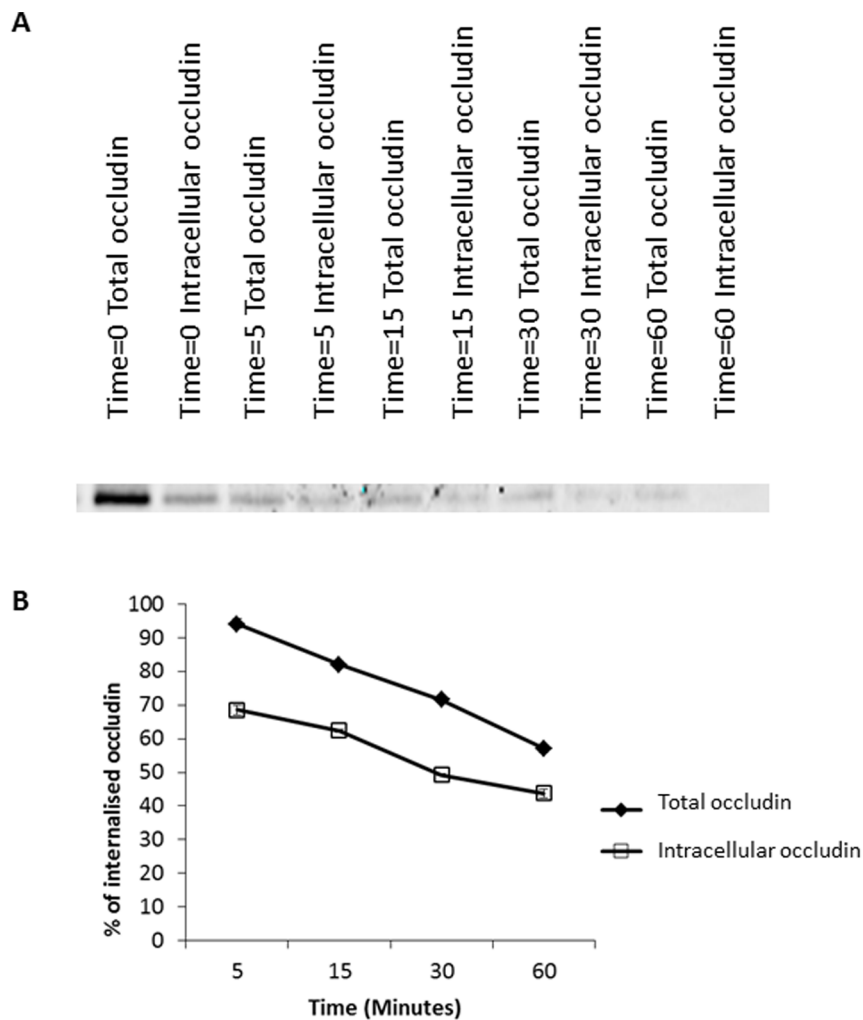 A
Time=0 Total occludin
Time=0 Intracellular occludin
Time=5 Total occludin
Time=5 Intracellular occludin
Time=15 Total occludin
Time=15 Intracellular occludin
Time=30 Total occludin
Time=30 Intracellular occludin
Time=60 Total occludin
Time=60 Intracellular occludin
B
% of internalised occludin
100
90
80
70
60
50
40
30
20
10
0
5 15 30 60
Time (Minutes)
Total occludin
Intracellular occludin